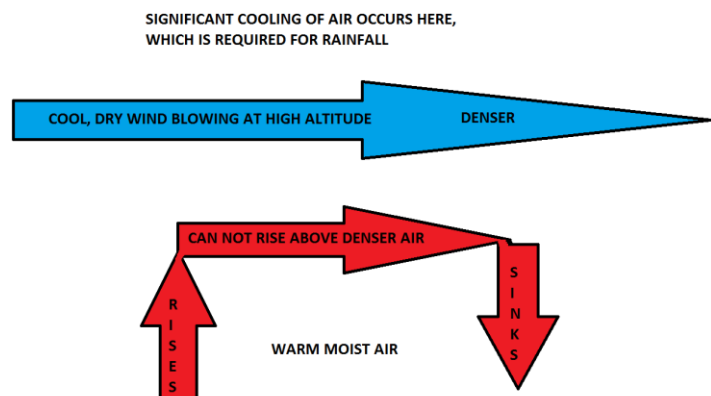 SIGNIFICANT COOLING OF AIR OCCURS HERE,
WHICH IS REQUIRED FOR RAINFALL
COOL, DRY WIND BLOWING AT HIGH ALTITUDE
DENSER
CAN NOT RISE ABOVE DENSER AIR
RISES
SINKS
WARM MOIST AIR